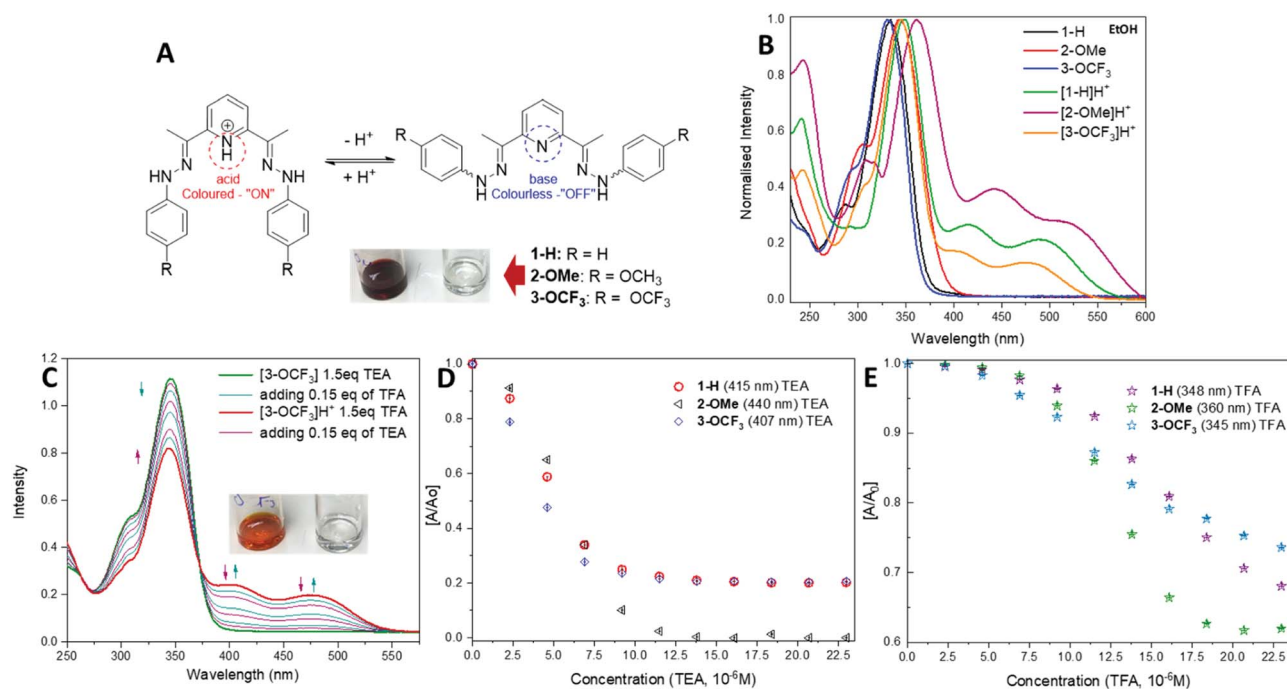 A
R
R
N
H
⊕
N
N
HN
NH
acid
Coloured - "ON"
R
R
- H⁺
+ H⁺
N
N
N
N
H
N
H
base
Colourless -"OFF"
1-H: R = H
2-OMe: R = OCH₃
3-OCF₃: R = OCF₃
B
EtOH
1-H
2-OMe
3-OCF₃
[1-H]H⁺
[2-OMe]H⁺
[3-OCF₃]H⁺
Normalised Intensity
1.0
0.8
0.6
0.4
0.2
0.0
250 300 350 400 450 500 550 600
Wavelength (nm)
C
[3-OCF₃] 1.5eq TEA
adding 0.15 eq of TFA
[3-OCF₃]H⁺ 1.5eq TFA
adding 0.15 eq of TEA
Intensity
1.2
1.0
0.8
0.6
0.4
0.2
0.0
250 300 350 400 450 500 550
Wavelength (nm)
D
1-H (415 nm) TEA
2-OMe (440 nm) TEA
3-OCF₃ (407 nm) TEA
[A/Ao]
1.0
0.8
0.6
0.4
0.2
0.0
0.0 2.5 5.0 7.5 10.0 12.5 15.0 17.5 20.0 22.5
Concentration (TEA, 10⁻⁶M)
E
1-H (348 nm) TFA
2-OMe (360 nm) TFA
3-OCF₃ (345 nm) TFA
[A/A₀]
1.0
0.9
0.8
0.7
0.6
0.0 2.5 5.0 7.5 10.0 12.5 15.0 17.5 20.0 22.5
Concentration (TFA, 10⁻⁶M)